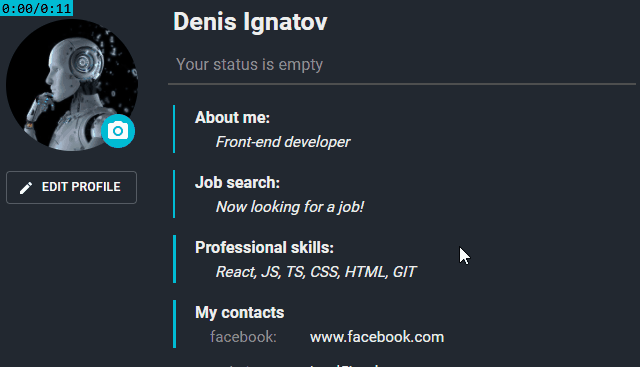 0:00/0:11
Denis Ignatov
Your status is empty
About me:
Front-end developer
EDIT PROFILE
Job search:
Now looking for a job!
Professional skills:
React, JS, TS, CSS, HTML, GIT
My contacts
facebook: www.facebook.com